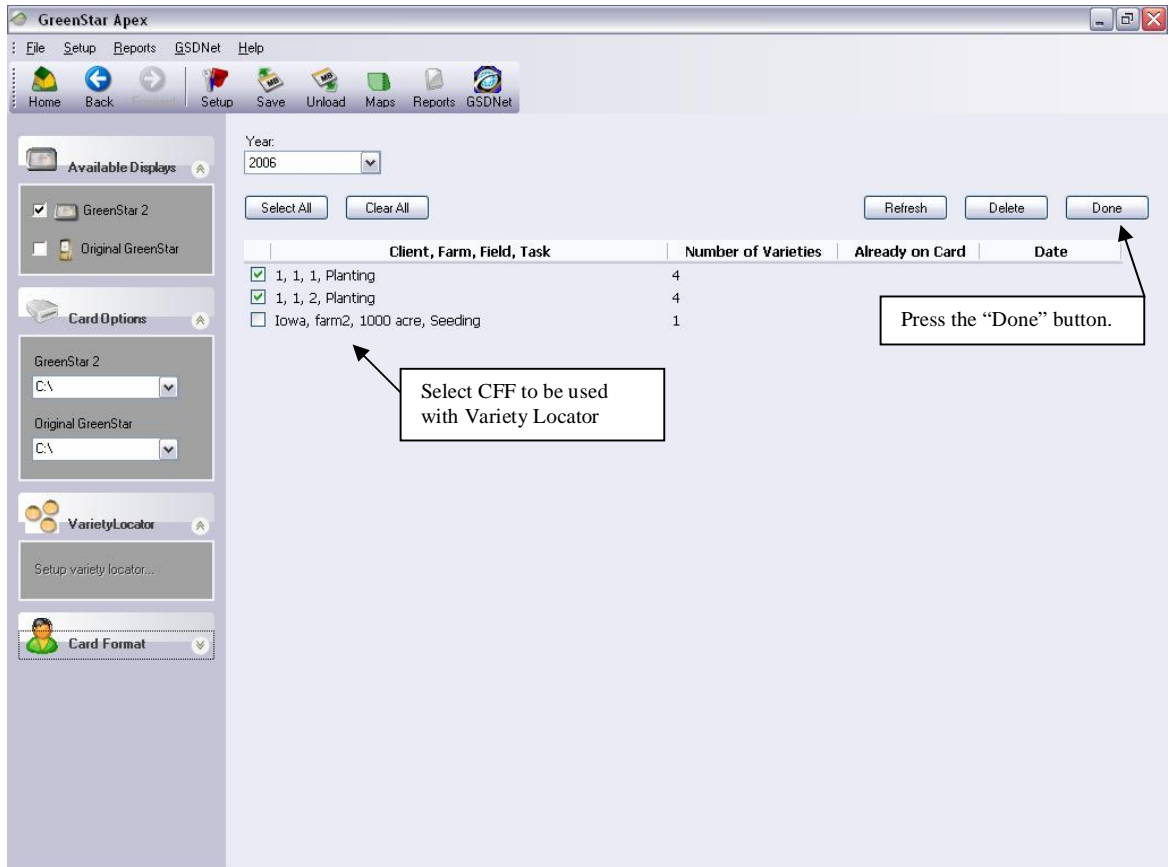 GreenStar Apex
File Setup Reports GSDNet Help
Home Back Forward Setup Save Unload Maps Reports GSDNet
Available Displays
GreenStar 2
Original GreenStar
Card Options
GreenStar 2
C:\
Original GreenStar
C:\
VarietyLocator
Setup variety locator...
Card Format
Year:
2006
Select All Clear All Refresh Delete Done
Client, Farm, Field, Task Number of Varieties Already on Card Date
1, 1, 1, Planting 4
1, 1, 2, Planting 4
Iowa, farm2, 1000 acre, Seeding 1
Press the “Done” button.
Select CFF to be used
with Variety Locator